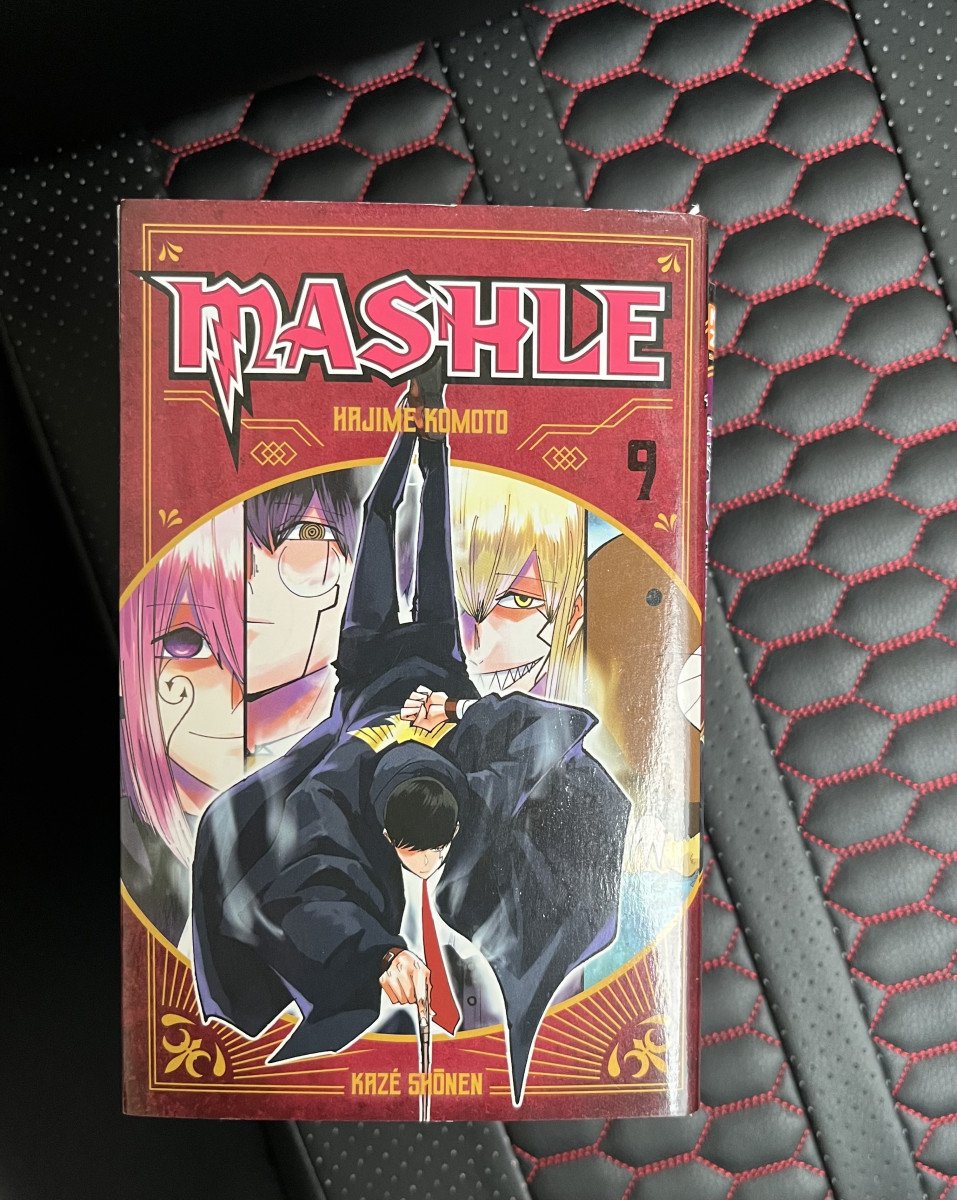 MASHLE
HAJIME KOMOTO
9
KAZÉ SHŌNEN